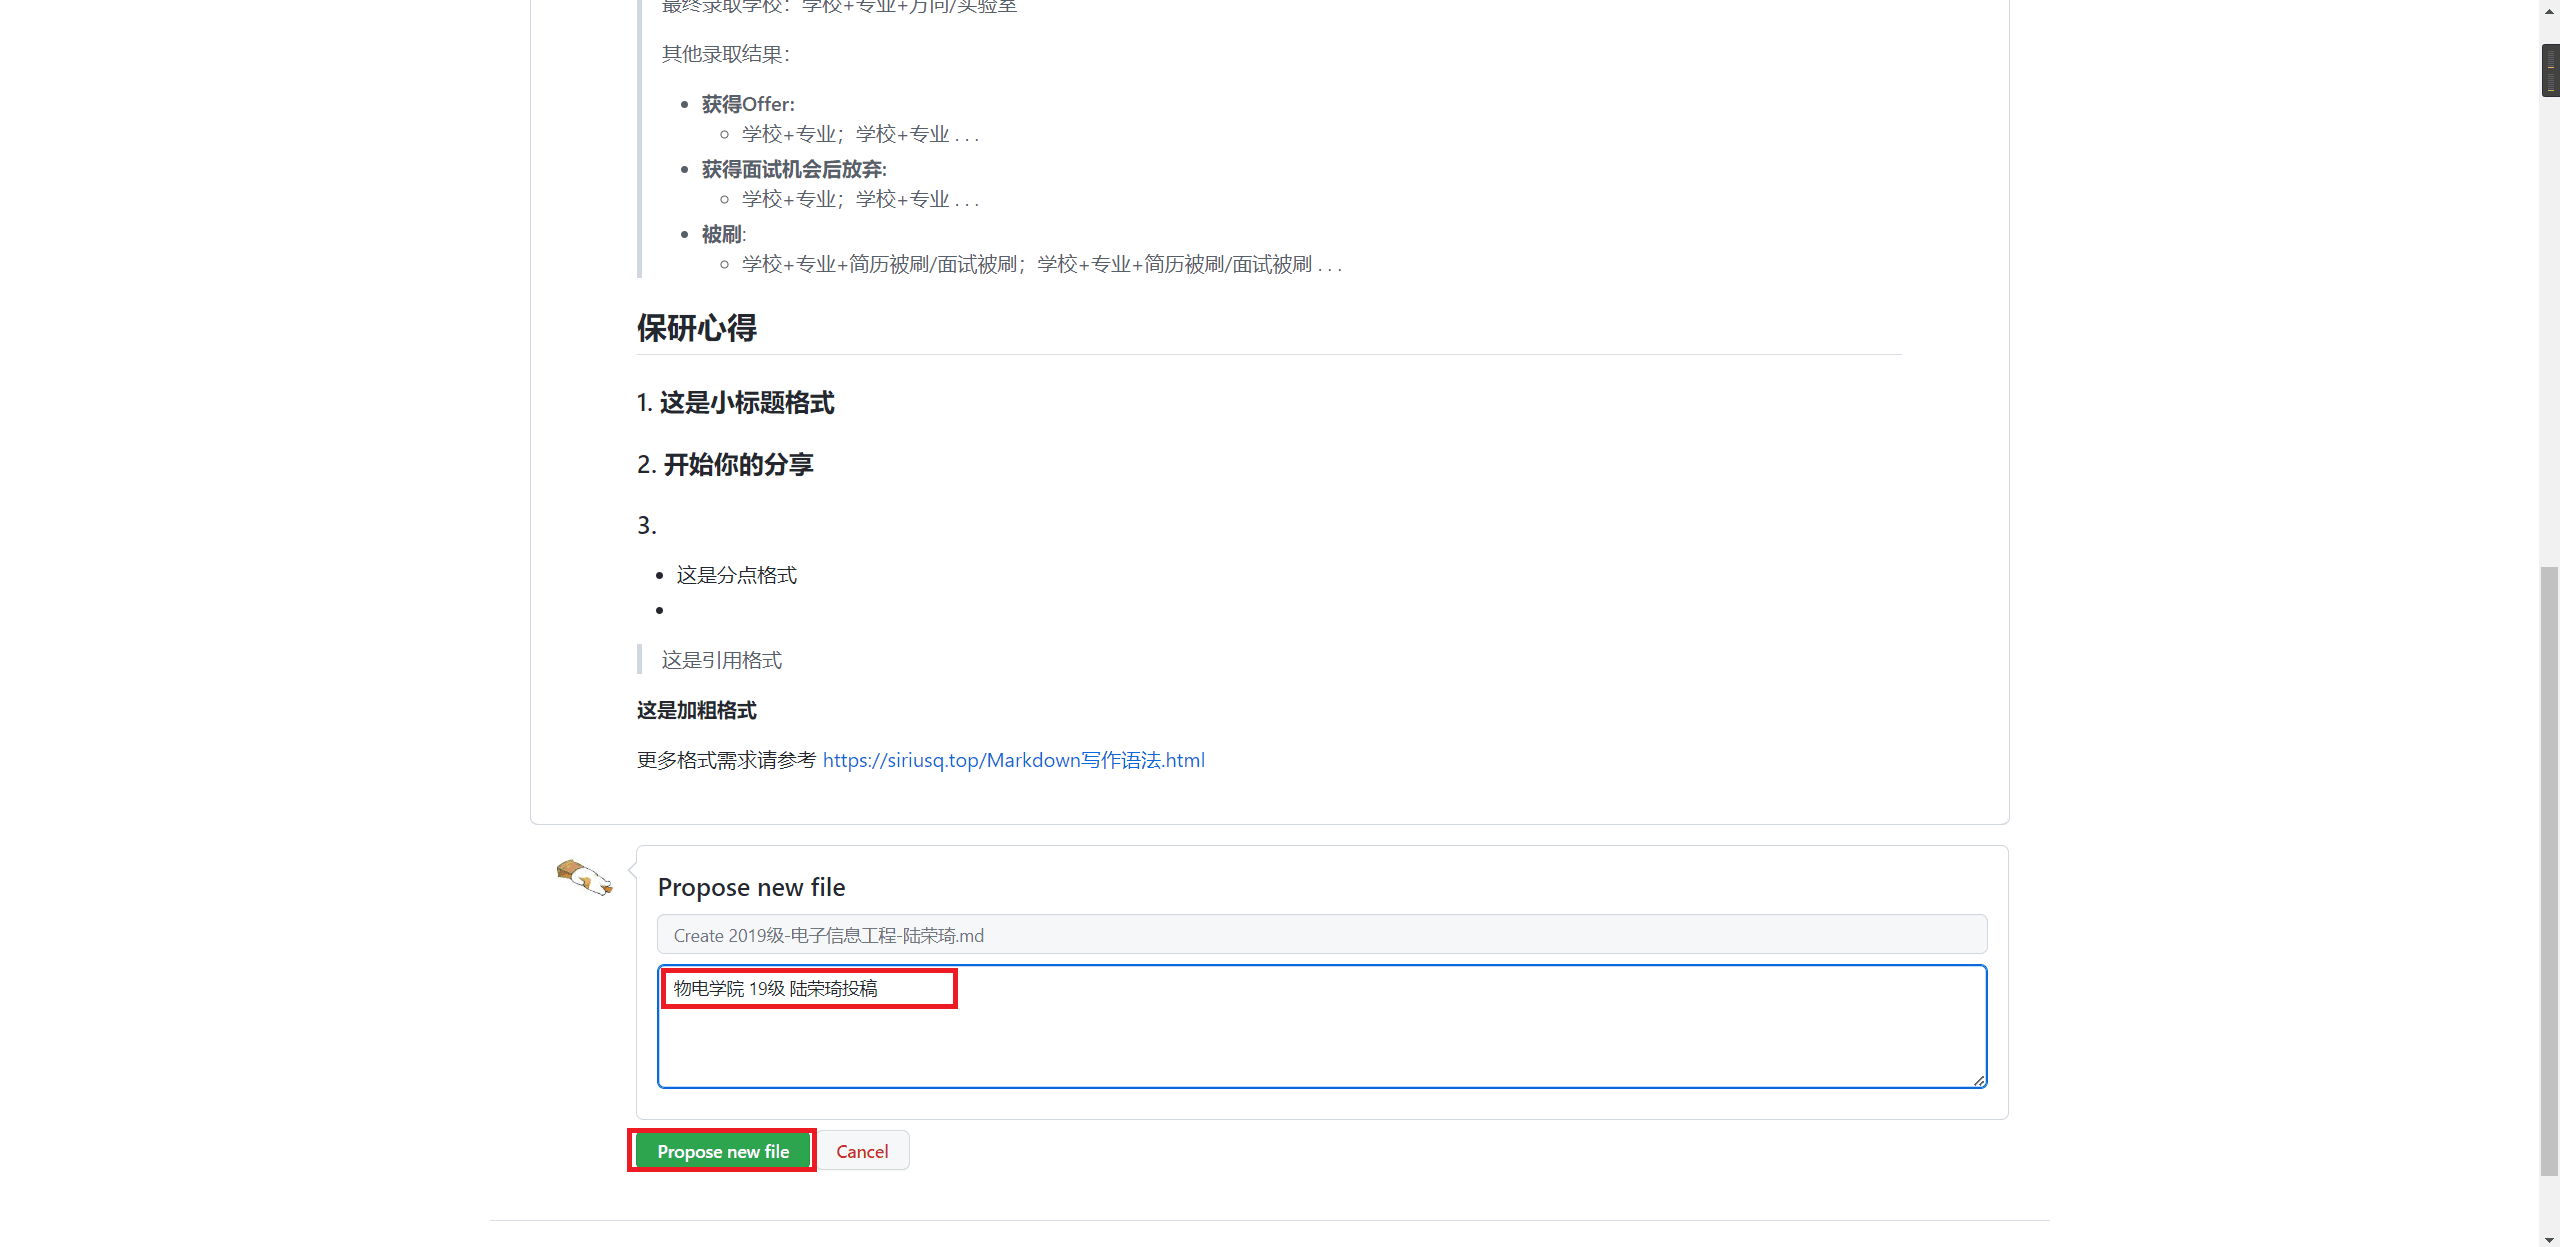 最终录取学校：学校+专业+方向/实验室
其他录取结果：
获得Offer:
学校+专业；学校+专业 . . .
获得面试机会后放弃:
学校+专业；学校+专业 . . .
被刷:
学校+专业+简历被刷/面试被刷；学校+专业+简历被刷/面试被刷 . . .
保研心得
1. 这是小标题格式
2. 开始你的分享
3.
这是分点格式
这是引用格式
这是加粗格式
更多格式需求请参考 https://siriusq.top/Markdown写作语法.html
Propose new file
Create 2019级-电子信息工程-陆荣琦.md
物电学院 19级 陆荣琦投稿
Propose new file Cancel